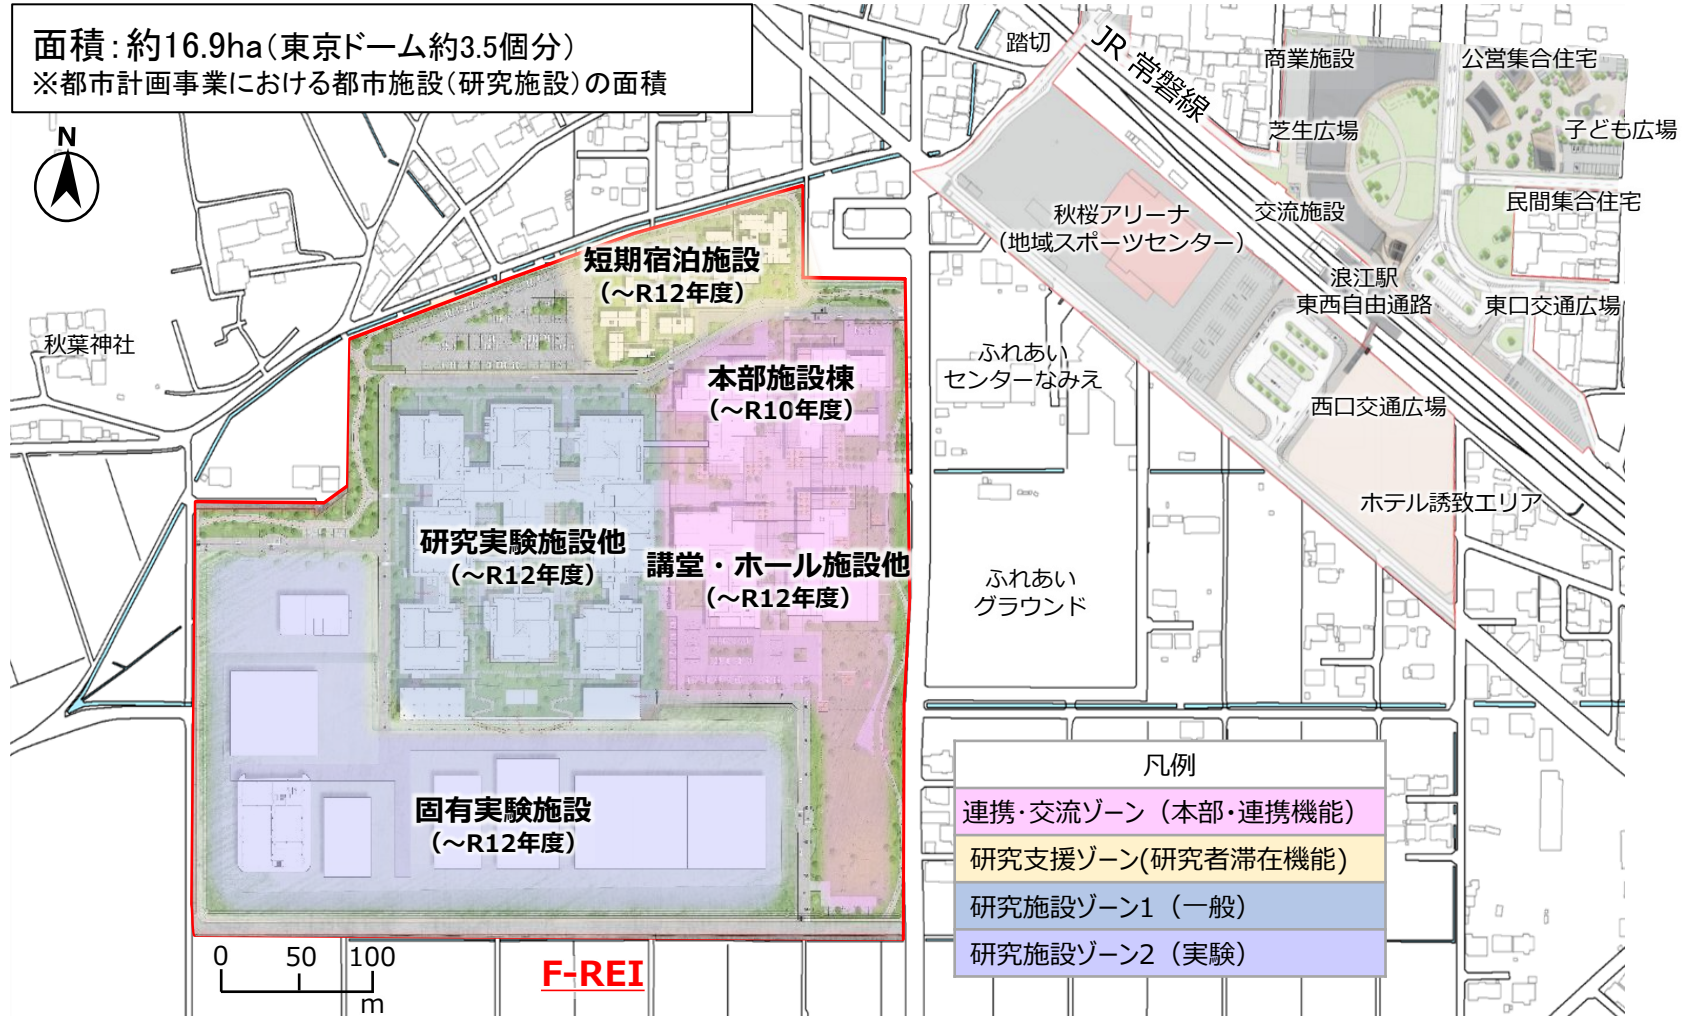 面積：約16.9ha（東京ドーム約3.5個分）
※都市計画事業における都市施設（研究施設）の面積
N
踏切
JR 常磐線
商業施設
公営集合住宅
芝生広場
子ども広場
民間集合住宅
交流施設
秋桜アリーナ
（地域スポーツセンター）
浪江駅
東西自由通路
東口交通広場
西口交通広場
ホテル誘致エリア
ふれあい
センターなみえ
ふれあい
グラウンド
秋葉神社
短期宿泊施設
（～R12年度）
本部施設棟
（～R10年度）
研究実験施設他
（～R12年度）
講堂・ホール施設他
（～R12年度）
固有実験施設
（～R12年度）
0 50 100
m
F-REI
凡例
連携・交流ゾーン（本部・連携機能）
研究支援ゾーン(研究者滞在機能)
研究施設ゾーン1（一般）
研究施設ゾーン2（実験）